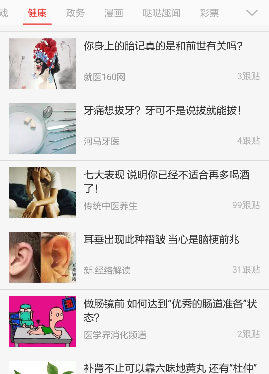 戏 健康 政务 漫画 哒哒趣闻 彩票
你身上的胎记真的是和前世有关吗?
就医160网 3跟贴
牙痛想拔牙? 牙可不是说拔就能拔!
河马牙医 4跟贴
七大表现 说明你已经不适合再多喝酒
了!
传统中医养生 99跟贴
耳垂出现此种褶皱 当心是脑梗前兆
新经络解读 31跟贴
做肠镜前 如何达到“优秀的肠道准备”状
态?
医学界消化频道 2跟贴
补肾不止可以靠六味地黄丸 还有“杜仲”